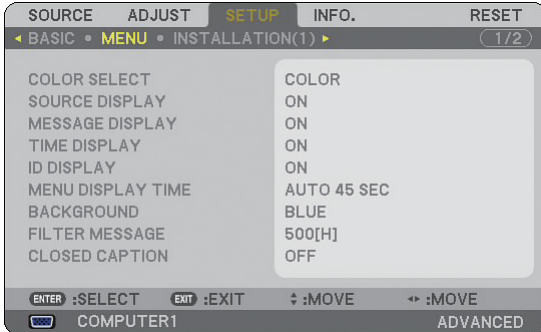 SOURCE ADJUST SETUP INFO. RESET
◂ BASIC • MENU • INSTALLATION(1) ▸ 1/2
COLOR SELECT COLOR
SOURCE DISPLAY ON
MESSAGE DISPLAY ON
TIME DISPLAY ON
ID DISPLAY ON
MENU DISPLAY TIME AUTO 45 SEC
BACKGROUND BLUE
FILTER MESSAGE 500[H]
CLOSED CAPTION OFF
ENTER :SELECT EXIT :EXIT :MOVE :MOVE
COMPUTER1 ADVANCED